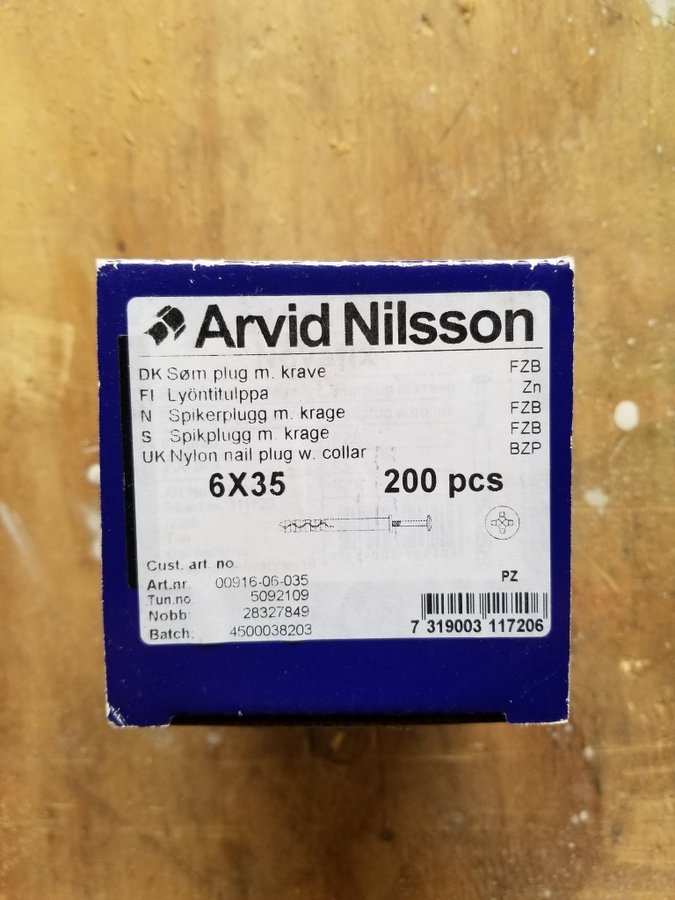 Arvid Nilsson
DK Søm plug m. krave FZB
FI Lyöntitulppa Zn
N Spikerplugg m. krage FZB
S Spikplugg m. krage FZB
UK Nylon nail plug w. collar BZP
6X35 200 pcs
Cust. art. no.
Art.nr. 00916-06-035 PZ
Tun.no. 5092109
Nobb: 28327849
Batch: 4500038203
7 319003 117206